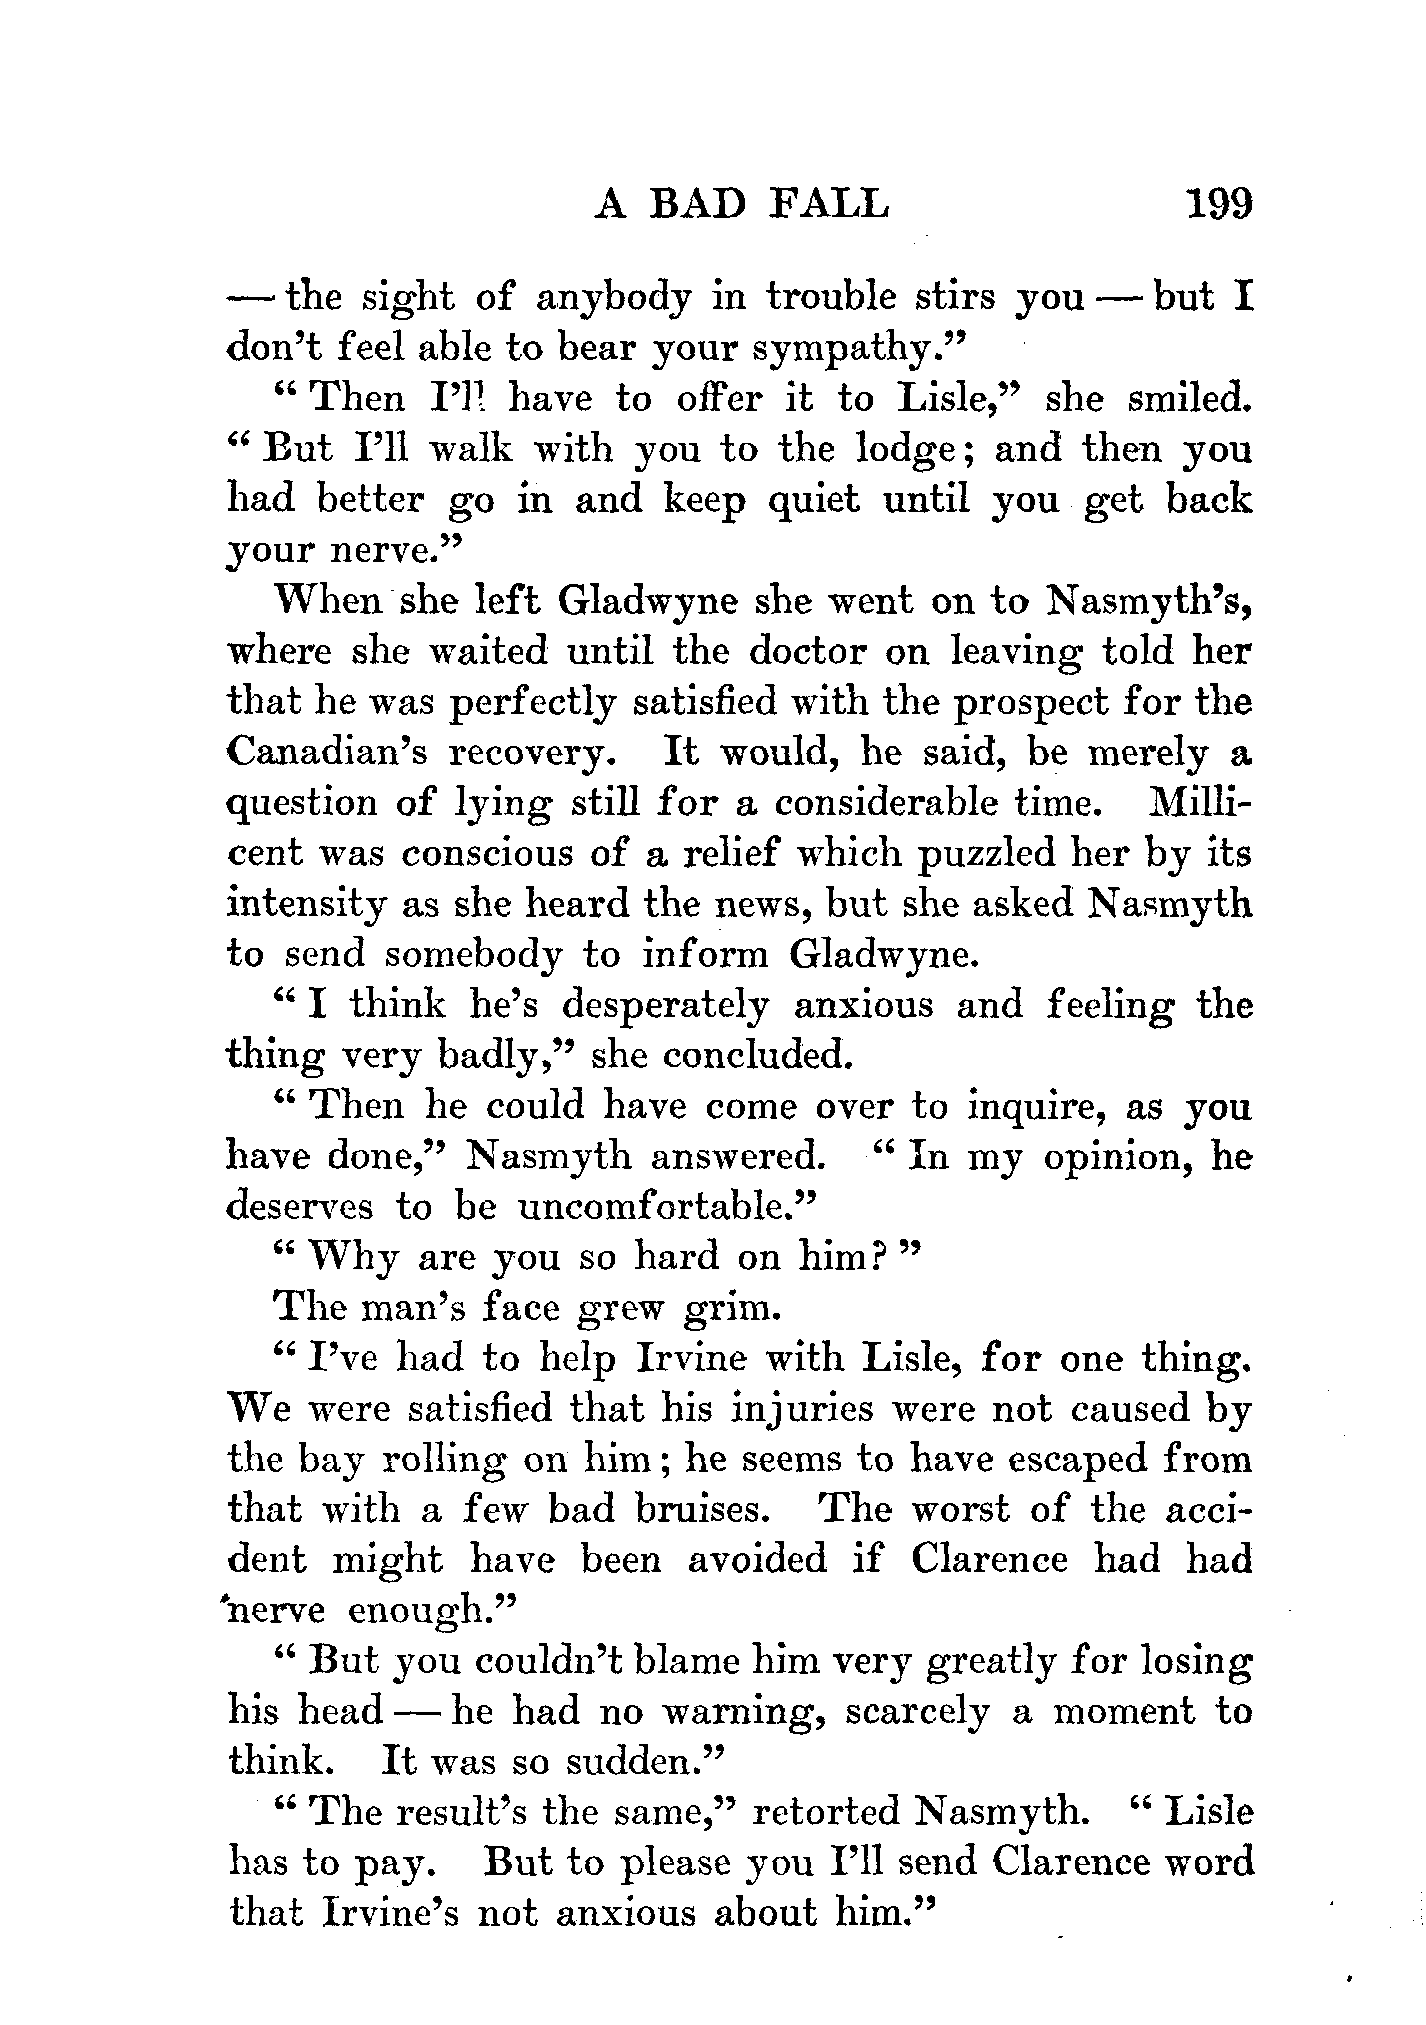 A BAD FALL 199
— the sight of anybody in trouble stirs you — but I
don't feel able to bear your sympathy."
"Then I'll have to offer it to Lisle," she smiled.
"But I'll walk with you to the lodge; and then you
had better go in and keep quiet until you get back
your nerve."
When she left Gladwyne she went on to Nasmyth's,
where she waited until the doctor on leaving told her
that he was perfectly satisfied with the prospect for the
Canadian's recovery. It would, he said, be merely a
question of lying still for a considerable time. Milli-
cent was conscious of a relief which puzzled her by its
intensity as she heard the news, but she asked Nasmyth
to send somebody to inform Gladwyne.
"I think he's desperately anxious and feeling the
thing very badly," she concluded.
"Then he could have come over to inquire, as you
have done," Nasmyth answered. "In my opinion, he
deserves to be uncomfortable."
"Why are you so hard on him?"
The man's face grew grim.
"I've had to help Irvine with Lisle, for one thing.
We were satisfied that his injuries were not caused by
the bay rolling on him; he seems to have escaped from
that with a few bad bruises. The worst of the acci-
dent might have been avoided if Clarence had had
nerve enough."
"But you couldn't blame him very greatly for losing
his head — he had no warning, scarcely a moment to
think. It was so sudden."
"The result's the same," retorted Nasmyth. "Lisle
has to pay. But to please you I'll send Clarence word
that Irvine's not anxious about him."